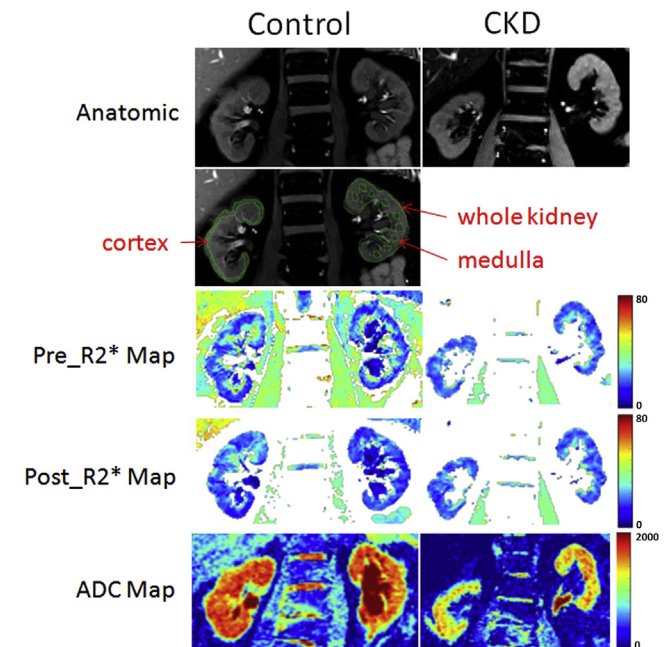 Control
CKD
Anatomic
cortex
whole kidney
medulla
Pre_R2* Map
80
0
Post_R2* Map
80
0
ADC Map
2000
0